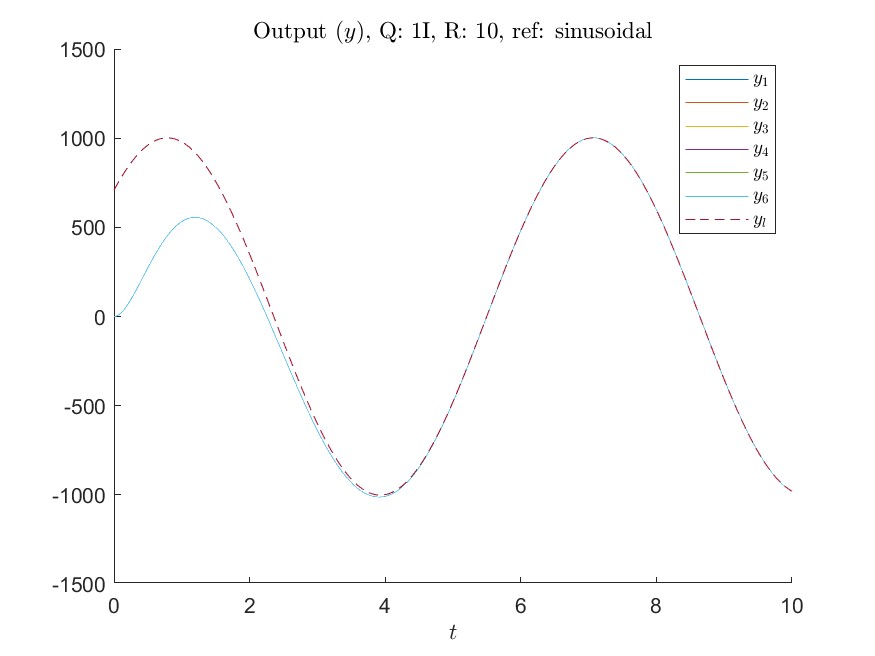 Output (y), Q: 1I, R: 10, ref: sinusoidal
1500
1000
500
0
-500
-1000
-1500
0 2 4 6 8 10
t
y1
y2
y3
y4
y5
y6
yl